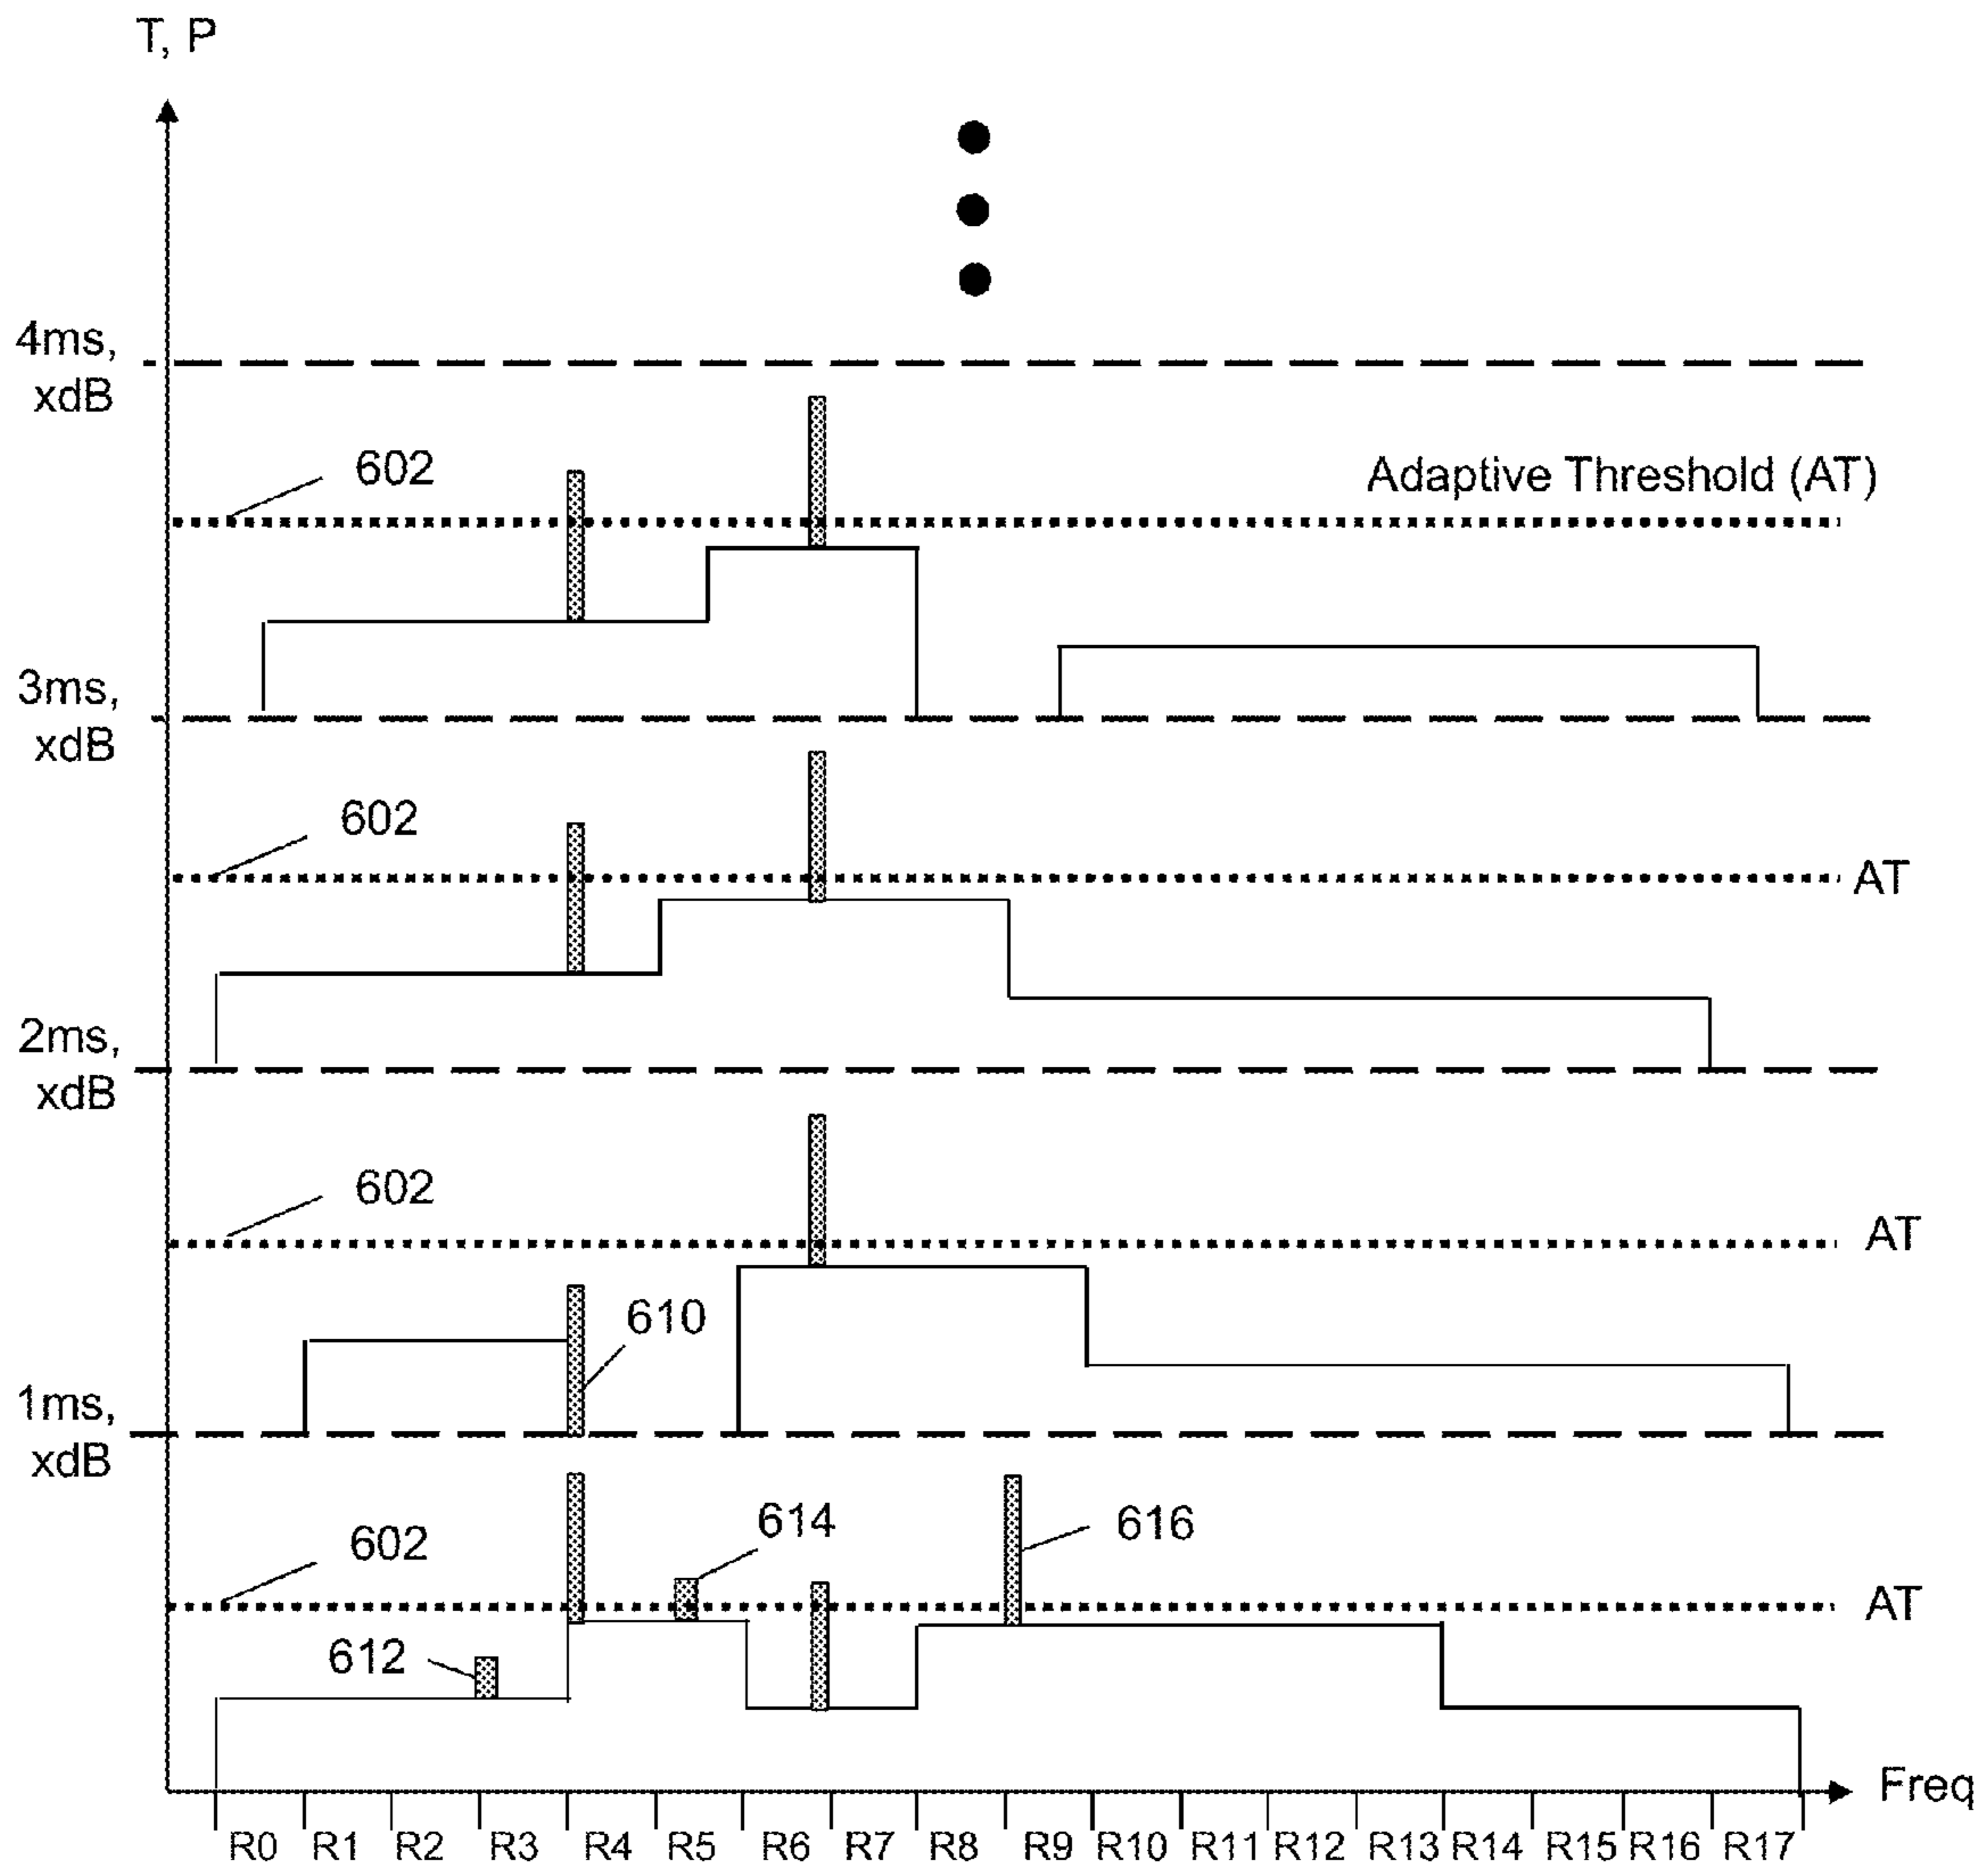 T, P
4ms,
xdB
602
Adaptive Threshold (AT)
3ms,
xdB
602
AT
2ms,
xdB
602
AT
610
1ms,
xdB
614
616
602
AT
612
Freq
R0 R1 R2 R3 R4 R5 R6 R7 R8 R9 R10 R11 R12 R13 R14 R15 R16 R17